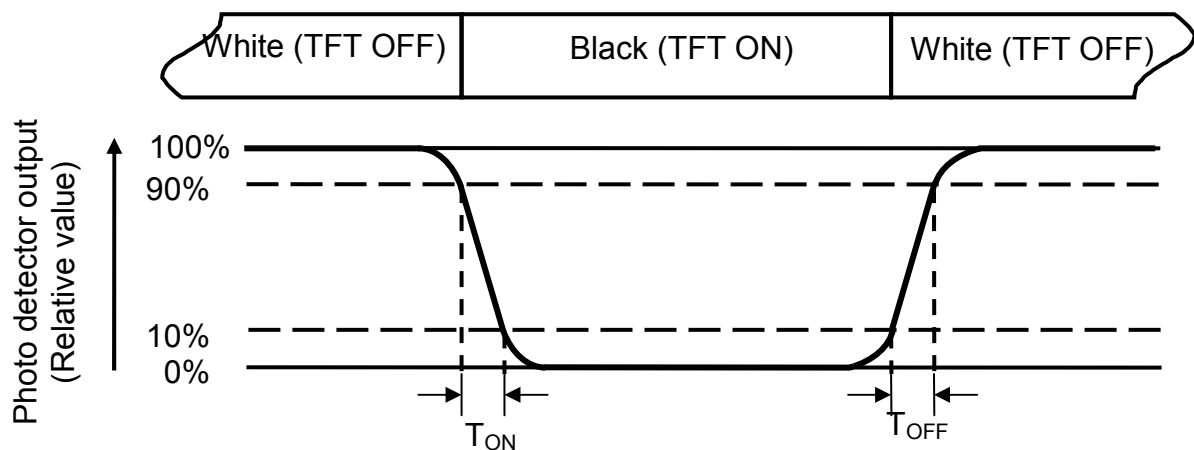 White (TFT OFF)
Black (TFT ON)
White (TFT OFF)
Photo detector output
(Relative value)
100%
90%
10%
0%
TON
TOFF